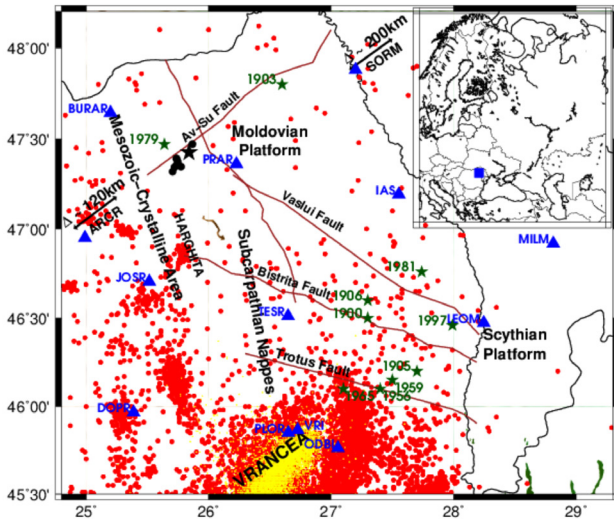 48°00'
~ 200km
SORM
1903
BURAR
47°30'
1979
Av-Su Fault
Moldovian
Platform
PRAR
IAS
120km
ARCR
Mesozoic-Crystalline Area
47°00'
HARGHITA
Subcarpathian Nappes
Vaslui Fault
MILM
JOSR
Bistrita Fault
1981
1906
1900
46°30'
TESR
1997
LEOM
Scythian
Platform
Trotus Fault
1905
1959
1965
1956
46°00'
DOPR
PLOR
VRI
ODBI
VRANCEA
45°30'
25°
26°
27°
28°
29°